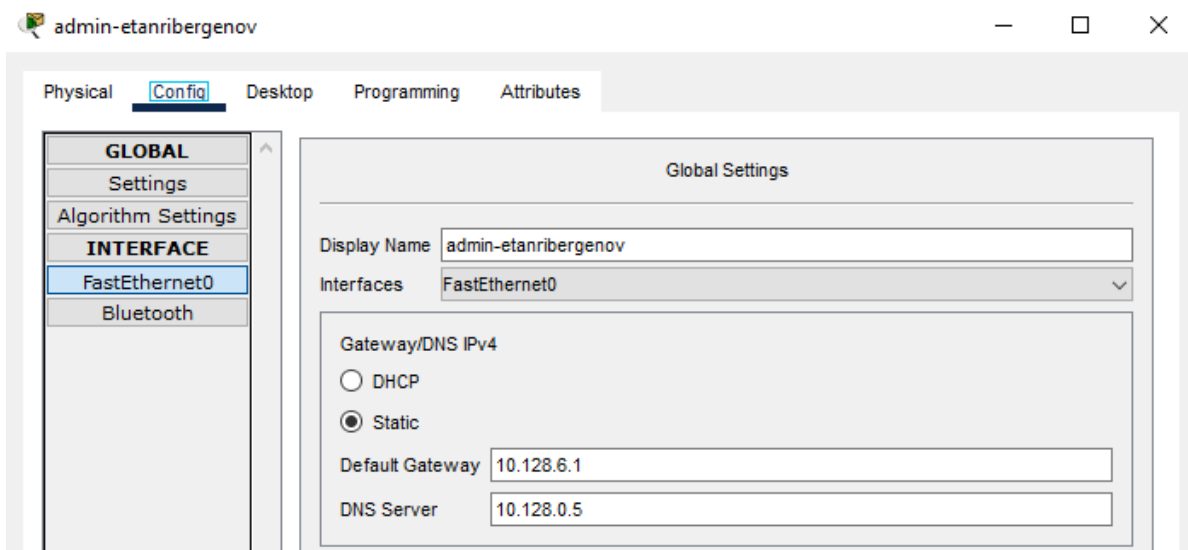 admin-etanribergenov
Physical Config Desktop Programming Attributes
GLOBAL
Settings
Algorithm Settings
INTERFACE
FastEthernet0
Bluetooth
Global Settings
Display Name admin-etanribergenov
Interfaces FastEthernet0
Gateway/DNS IPv4
DHCP
Static
Default Gateway 10.128.6.1
DNS Server 10.128.0.5